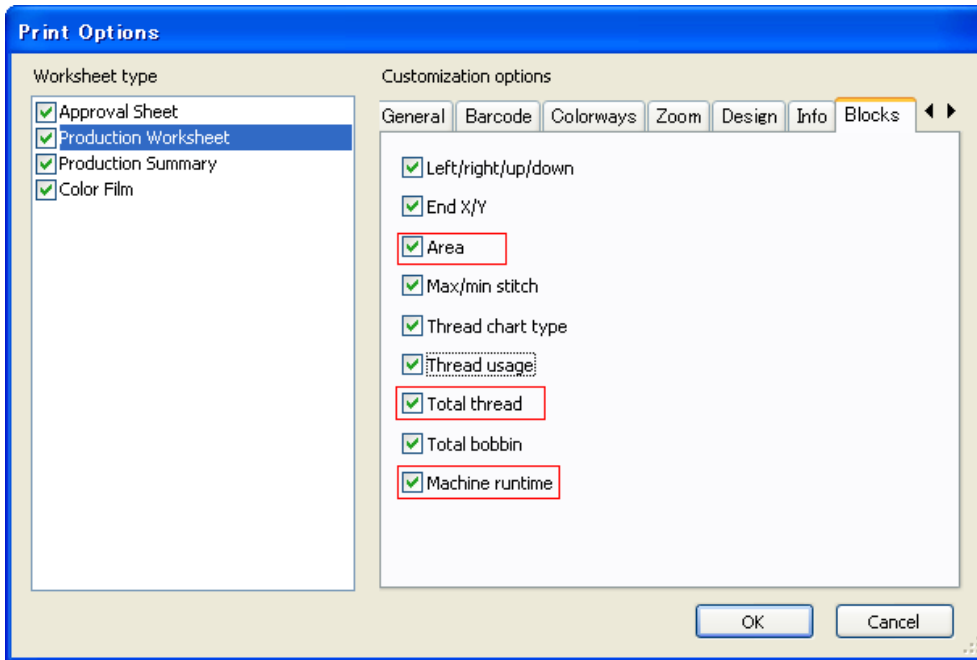 Print Options
Worksheet type
Approval Sheet
Production Worksheet
Production Summary
Color Film
Customization options
General Barcode Colorways Zoom Design Info Blocks
Left/right/up/down
End X/Y
Area
Max/min stitch
Thread chart type
Thread usage
Total thread
Total bobbin
Machine runtime
OK Cancel